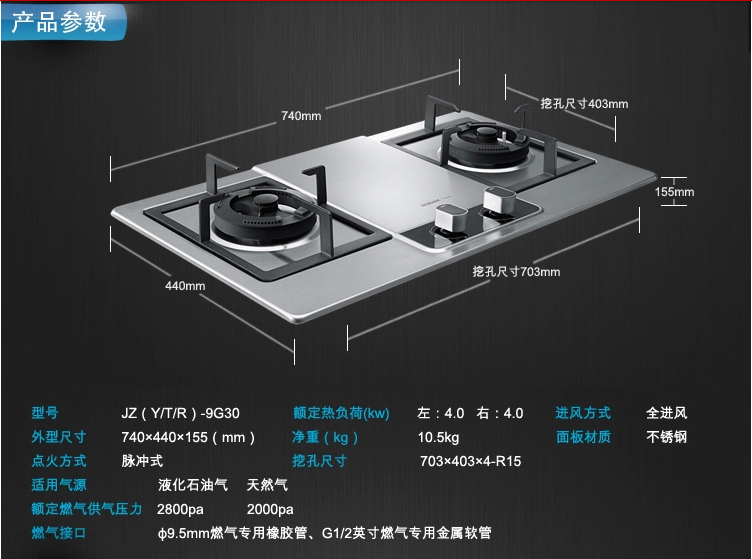 产品参数
740mm
挖孔尺寸403mm
155mm
挖孔尺寸703mm
440mm
型号 JZ（Y/T/R）-9G30 额定热负荷(kw) 左：4.0 右：4.0 进风方式 全进风
外型尺寸 740×440×155（mm） 净重（kg） 10.5kg 面板材质 不锈钢
点火方式 脉冲式 挖孔尺寸 703×403×4-R15
适用气源 液化石油气 天然气
额定燃气供气压力 2800pa 2000pa
燃气接口 ф9.5mm燃气专用橡胶管、G1/2英寸燃气专用金属软管